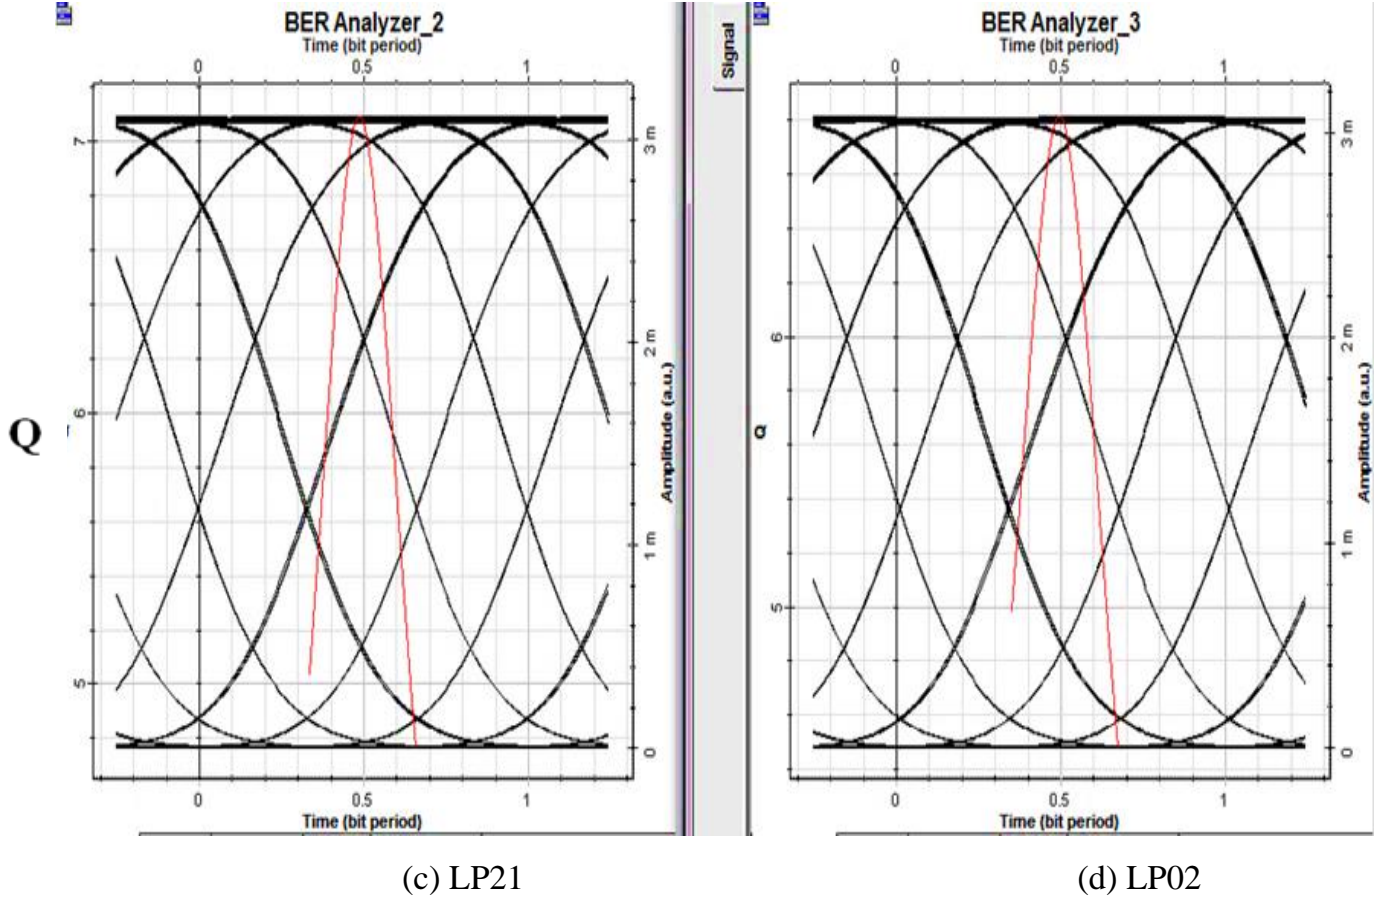 BER Analyzer_2
Time (bit period)
0 0.5 1
7
6
5
Q
3 m
2 m
1 m
0
Amplitude (a.u.)
0 0.5 1
Time (bit period)
Signal
BER Analyzer_3
Time (bit period)
0 0.5 1
6
5
Q
3 m
2 m
1 m
0
Amplitude (a.u.)
0 0.5 1
Time (bit period)
(c) LP21
(d) LP02